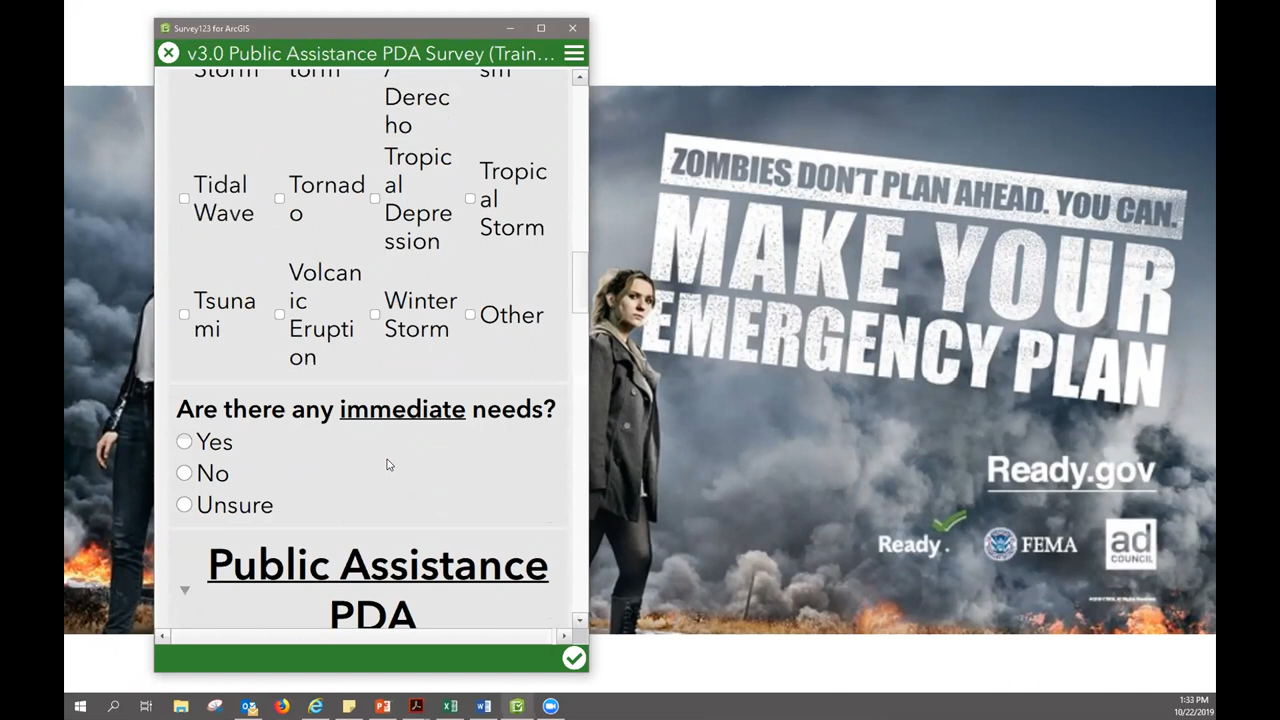 Survey123 for ArcGIS
v3.0 Public Assistance PDA Survey (Train...
Storm
torm
/
Derec
ho
sm
Tidal
Wave
Tornad
o
Tropic
al
Depre
ssion
Tropic
al
Storm
Tsuna
mi
Volcan
ic
Erupti
on
Winter
Storm
Other
Are there any immediate needs?
Yes
No
Unsure
Public Assistance
PDA
ZOMBIES DON'T PLAN AHEAD. YOU CAN.
MAKE YOUR
EMERGENCY PLAN
Ready.gov
Ready.
FEMA
ad
COUNCIL
1:33 PM
10/22/2019